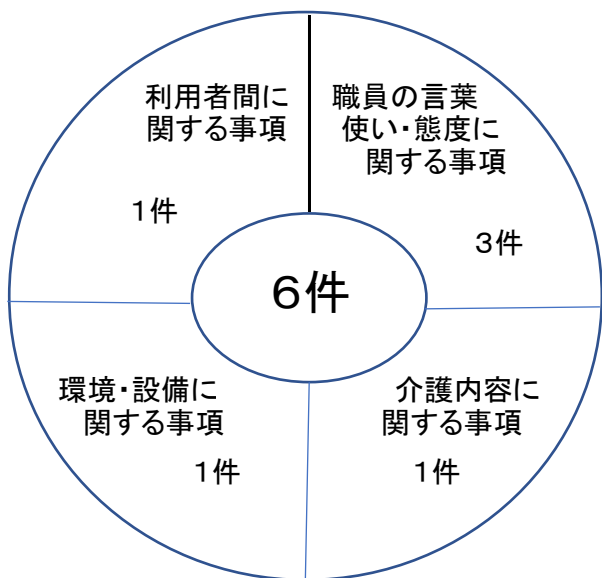 利用者間に
関する事項
1件
職員の言葉
使い・態度に
関する事項
3件
6件
環境・設備に
関する事項
1件
介護内容に
関する事項
1件